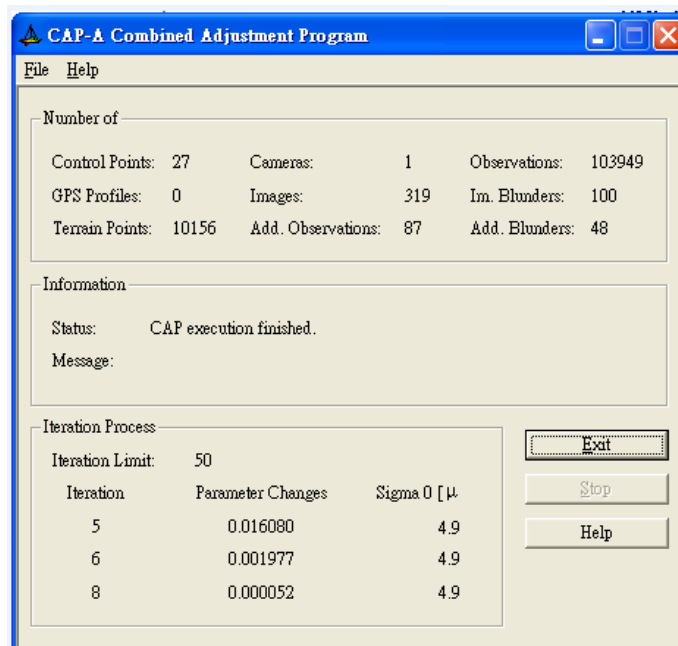 CAP-A Combined Adjustment Program
File Help
Number of
Control Points: 27 Cameras: 1 Observations: 103949
GPS Profiles: 0 Images: 319 Im. Blunders: 100
Terrain Points: 10156 Add. Observations: 87 Add. Blunders: 48
Information
Status: CAP execution finished.
Message:
Iteration Process
Iteration Limit: 50
Iteration Parameter Changes Sigma 0 [ μ
5 0.016080 4.9
6 0.001977 4.9
8 0.000052 4.9
Exit
Stop
Help